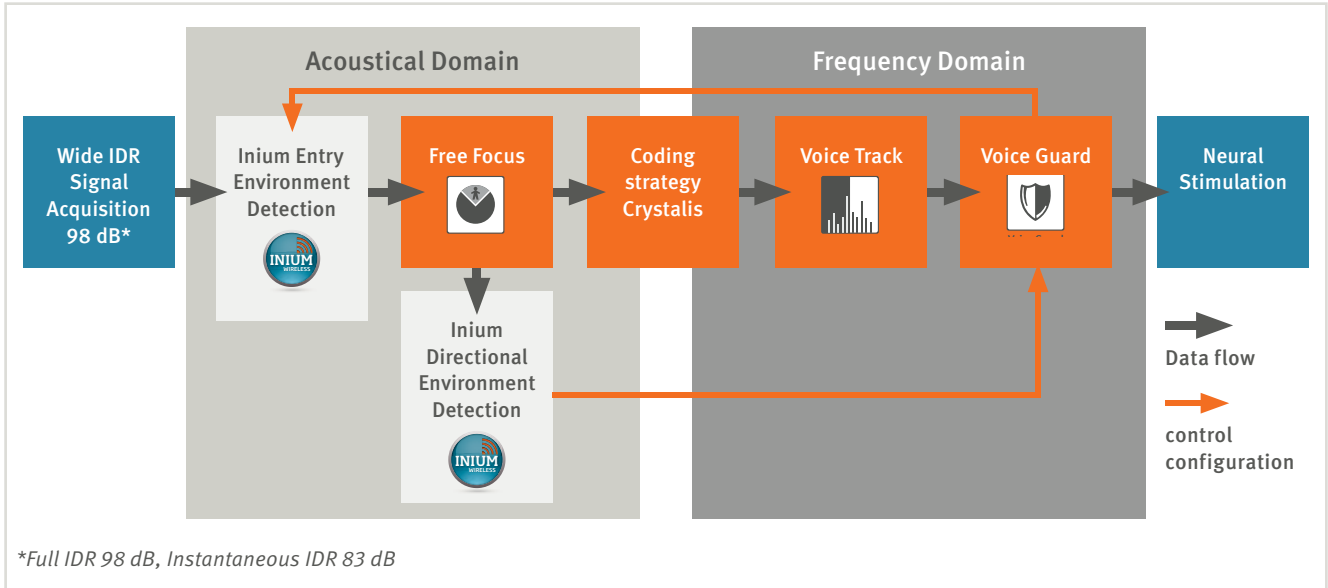 Acoustical Domain
Frequency Domain
Wide IDR
Signal
Acquisition
98 dB*
Inium Entry
Environment
Detection
INIUM
WIRELESS
Free Focus
Coding
strategy
Crystalis
Voice Track
Voice Guard
Neural
Stimulation
Inium
Directional
Environment
Detection
INIUM
WIRELESS
Data flow
control
configuration
*Full IDR 98 dB, Instantaneous IDR 83 dB